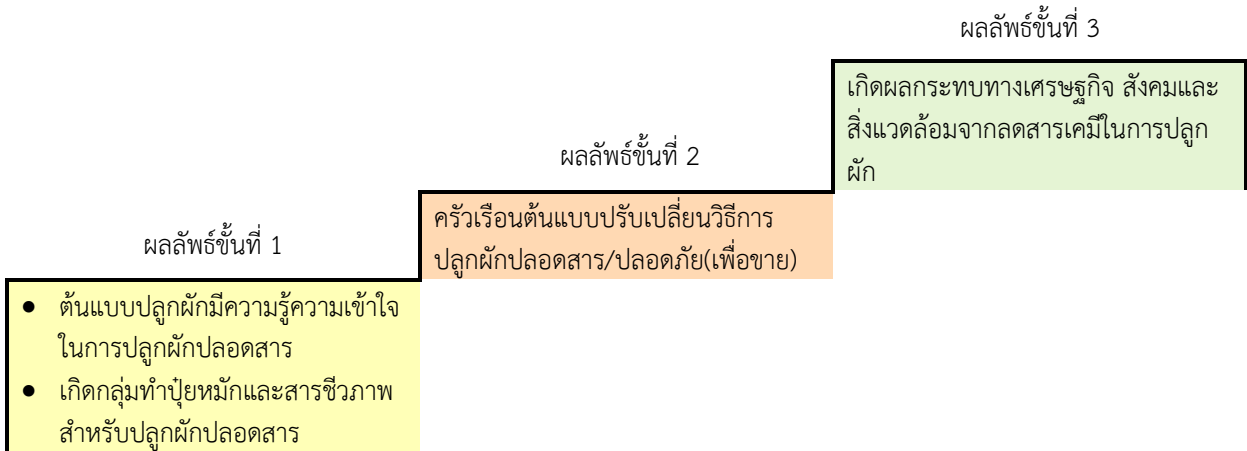 ผลลัพธ์ขั้นที่ 3
เกิดผลกระทบทางเศรษฐกิจ สังคมและ
สิ่งแวดล้อมจากลดสารเคมีในการปลูก
ผัก
ผลลัพธ์ขั้นที่ 2
ครัวเรือนต้นแบบปรับเปลี่ยนวิธีการ
ปลูกผักปลอดสาร/ปลอดภัย(เพื่อขาย)
ผลลัพธ์ขั้นที่ 1
● ต้นแบบปลูกผักมีความรู้ความเข้าใจ
ในการปลูกผักปลอดสาร
● เกิดกลุ่มทำปุ๋ยหมักและสารชีวภาพ
สำหรับปลูกผักปลอดสาร